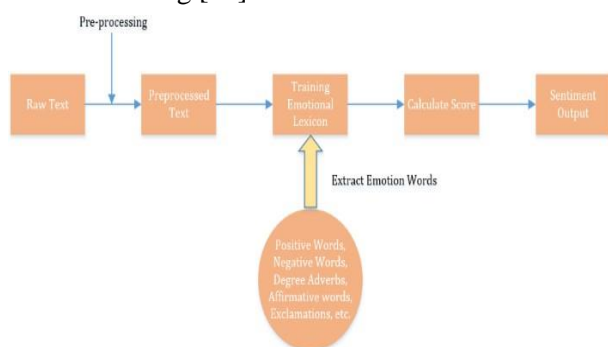 Pre-processing
Raw Text
Preprocessed
Text
Training
Emotional
Lexicon
Calculate Score
Sentiment
Output
Extract Emotion Words
Positive Words,
Negative Words,
Degree Adverbs,
Affirmative words,
Exclamations, etc.